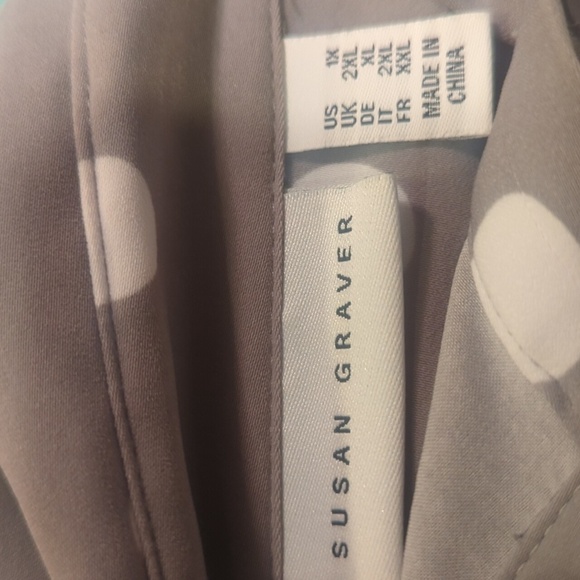 US 1X
UK 2XL
DE XL
IT 2XL
FR XXL
MADE IN
CHINA
SUSAN GRAVER